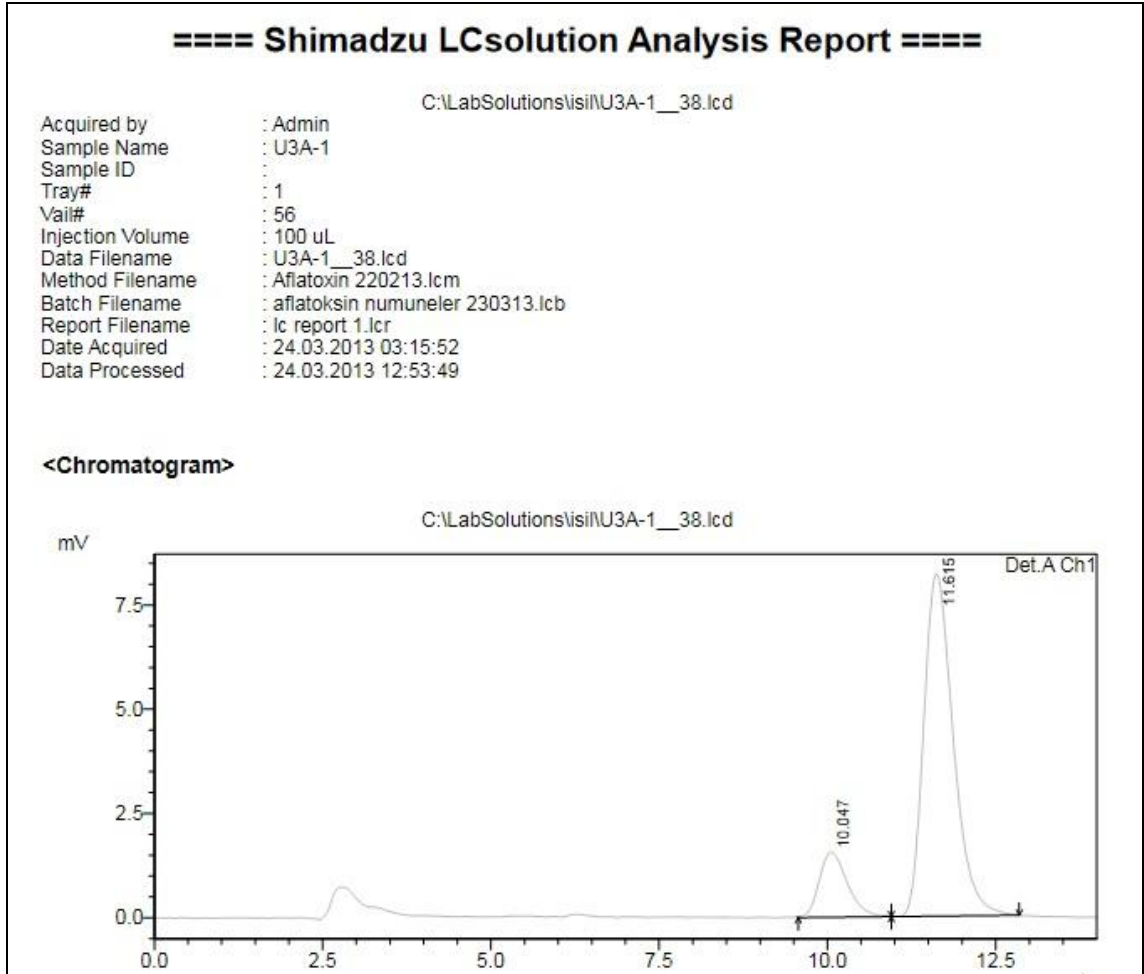 ==== Shimadzu LCsolution Analysis Report ====
C:\LabSolutions\isil\U3A-1__38.lcd
Acquired by : Admin
Sample Name : U3A-1
Sample ID :
Tray# : 1
Vail# : 56
Injection Volume : 100 uL
Data Filename : U3A-1__38.lcd
Method Filename : Aflatoxin 220213.lcm
Batch Filename : aflatoksin numuneler 230313.lcb
Report Filename : lc report 1.lcr
Date Acquired : 24.03.2013 03:15:52
Data Processed : 24.03.2013 12:53:49
<Chromatogram>
C:\LabSolutions\isil\U3A-1__38.lcd
mV
Det.A Ch1
11.615
7.5
5.0
2.5
10.047
0.0
0.0 2.5 5.0 7.5 10.0 12.5